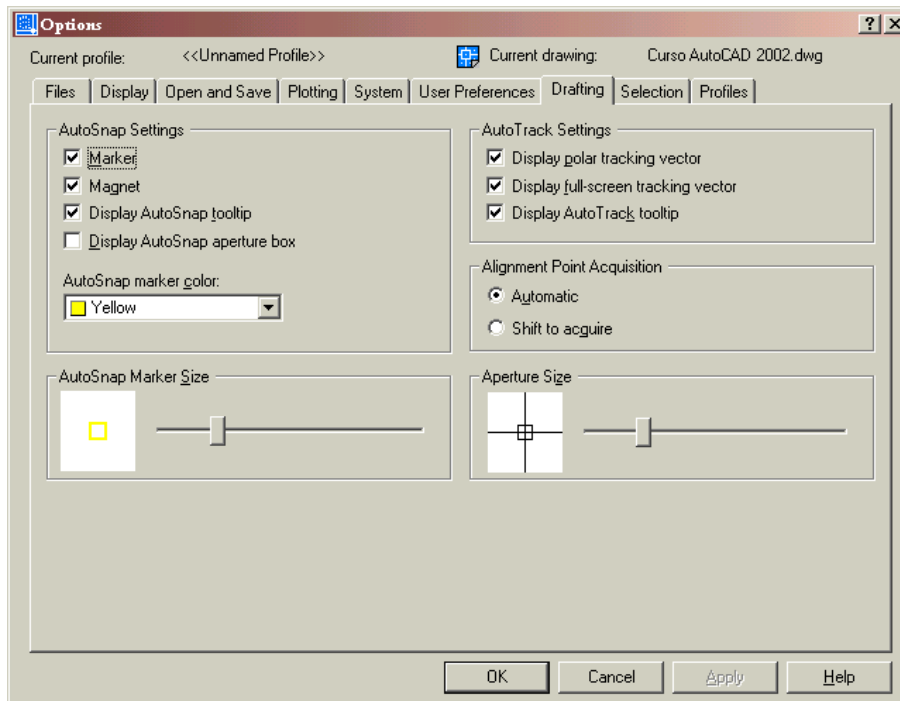 Options
Current profile: <<Unnamed Profile>> Current drawing: Curso AutoCAD 2002.dwg
Files Display Open and Save Plotting System User Preferences Drafting Selection Profiles
AutoSnap Settings
Marker
Magnet
Display AutoSnap tooltip
Display AutoSnap aperture box
AutoSnap marker color:
Yellow
AutoTrack Settings
Display polar tracking vector
Display full-screen tracking vector
Display AutoTrack tooltip
Alignment Point Acquisition
Automatic
Shift to acquire
AutoSnap Marker Size
Aperture Size
OK Cancel Apply Help